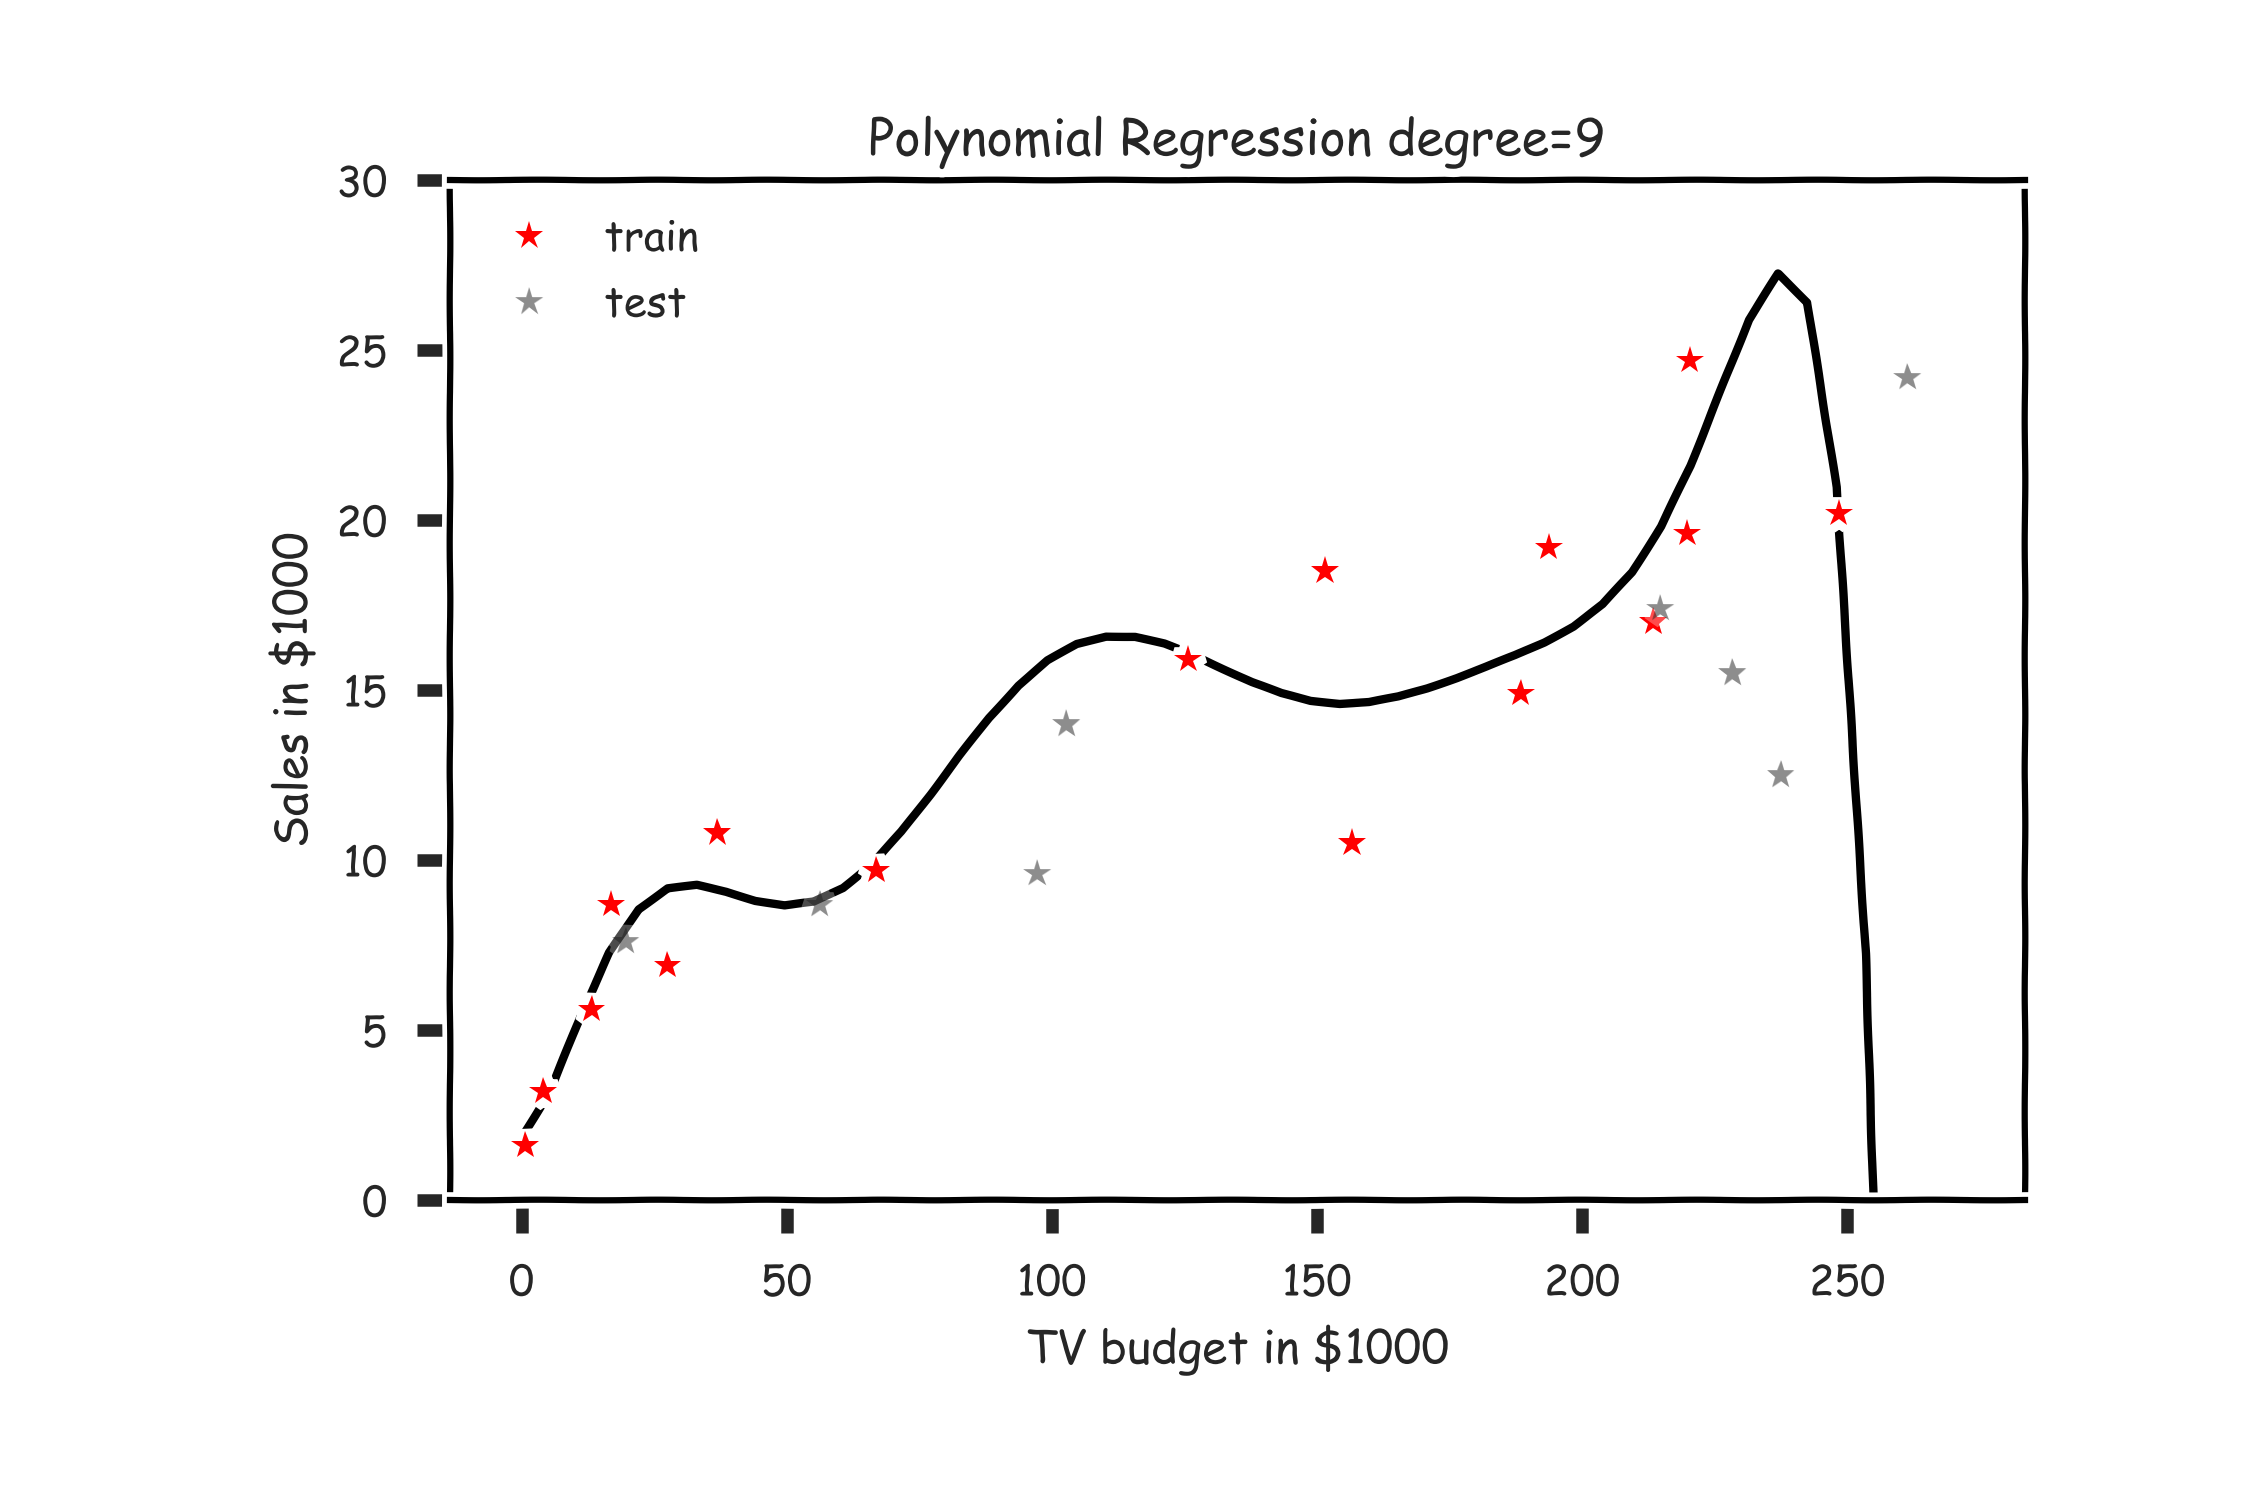 Polynomial Regression degree=9
30
25
20
15
10
5
0
train
test
Sales in $1000
0 50 100 150 200 250
TV budget in $1000